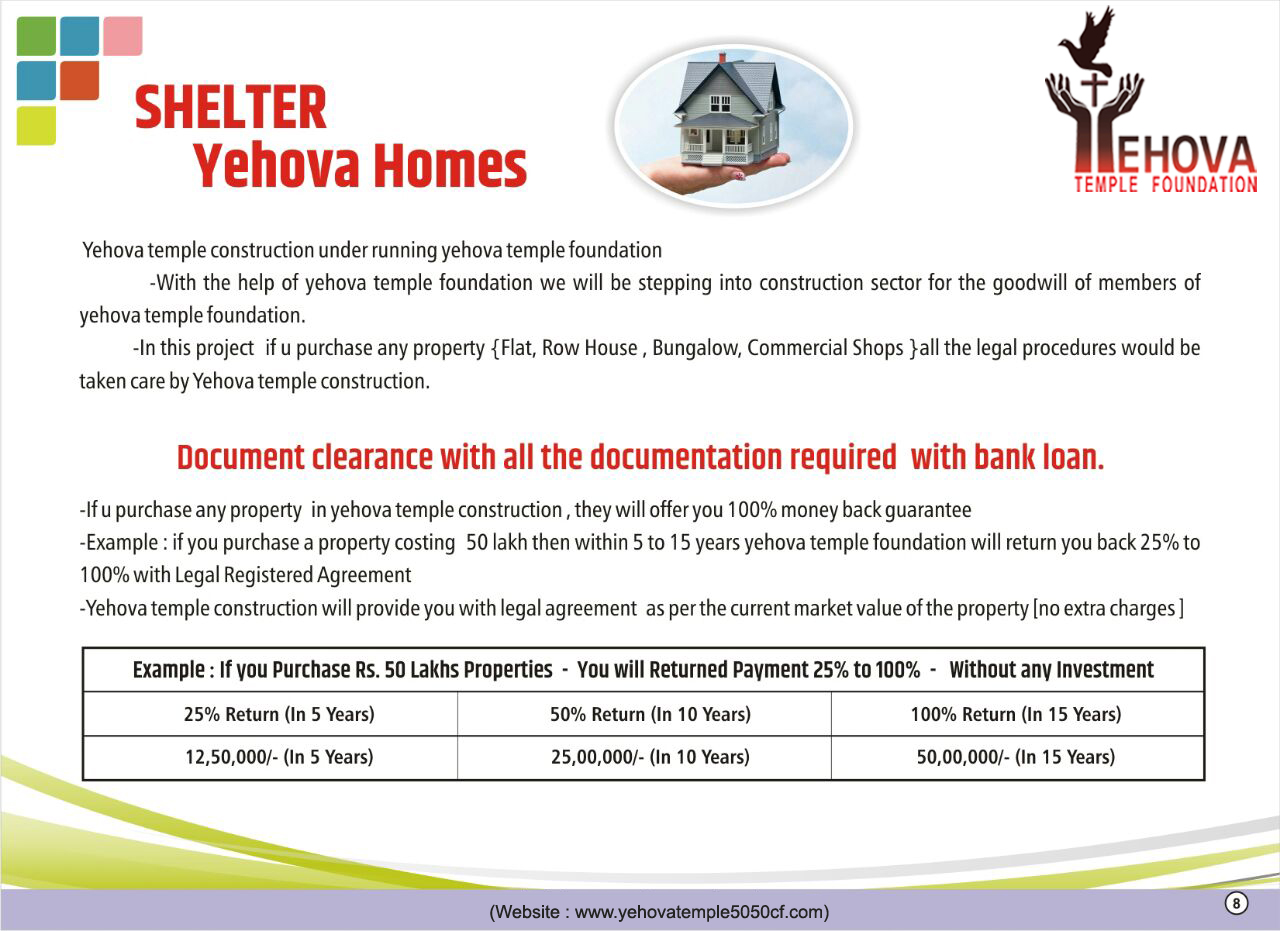 SHELTER
Yehova Homes
YEHOVA
TEMPLE FOUNDATION
Yehova temple construction under running yehova temple foundation
-With the help of yehova temple foundation we will be stepping into construction sector for the goodwill of members of
yehova temple foundation.
-In this project if u purchase any property {Flat, Row House , Bungalow, Commercial Shops }all the legal procedures would be
taken care by Yehova temple construction.
Document clearance with all the documentation required with bank loan.
-If u purchase any property in yehova temple construction , they will offer you 100% money back guarantee
-Example : if you purchase a property costing 50 lakh then within 5 to 15 years yehova temple foundation will return you back 25% to
100% with Legal Registered Agreement
-Yehova temple construction will provide you with legal agreement as per the current market value of the property [no extra charges ]
Example : If you Purchase Rs. 50 Lakhs Properties - You will Returned Payment 25% to 100% - Without any Investment
25% Return (In 5 Years) 50% Return (In 10 Years) 100% Return (In 15 Years)
12,50,000/- (In 5 Years) 25,00,000/- (In 10 Years) 50,00,000/- (In 15 Years)
(Website : www.yehovatemple5050cf.com)
8